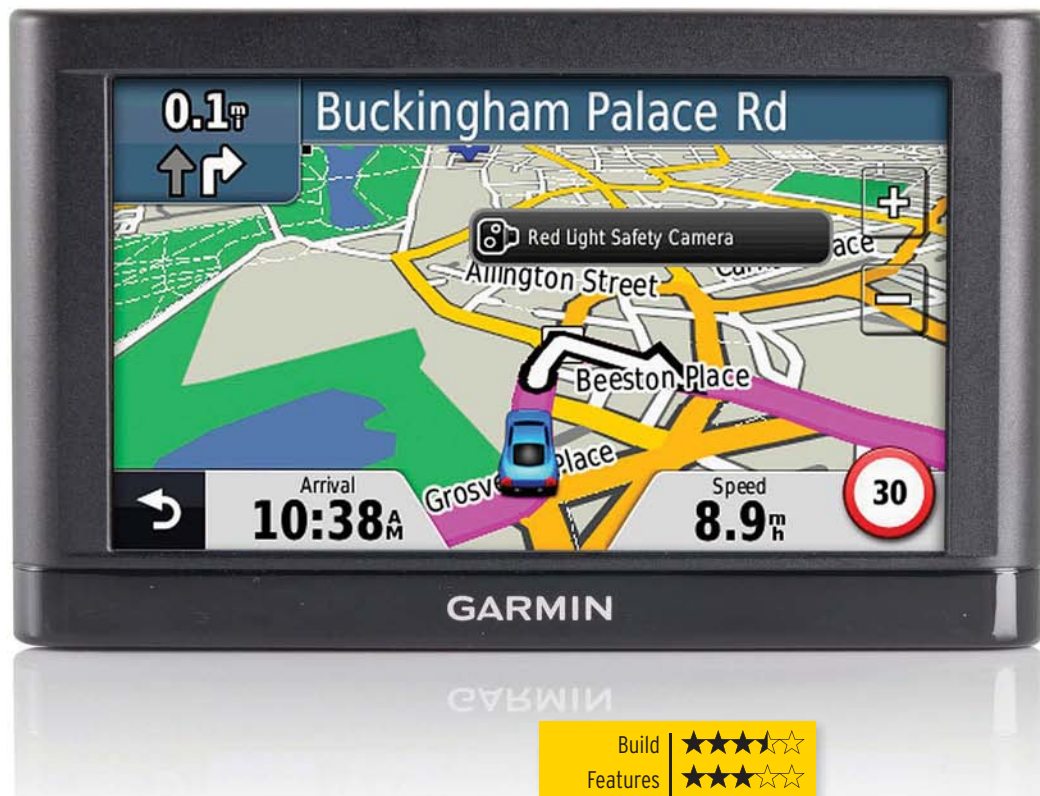 0.1 mi
Buckingham Palace Rd
Red Light Safety Camera
Allington Street
Beeston Place
Place
Arrival
10:38 AM
Speed
8.9 mh
30
GARMIN
GARMIN
Build
Features